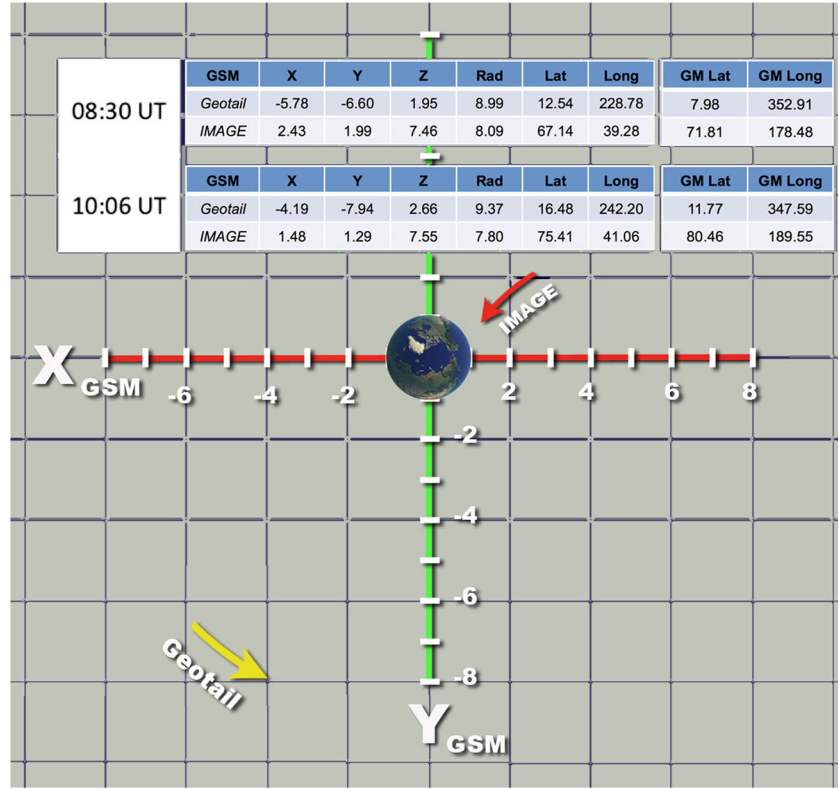 GSM X Y Z Rad Lat Long GM Lat GM Long
08:30 UT
Geotail -5.78 -6.60 1.95 8.99 12.54 228.78 7.98 352.91
IMAGE 2.43 1.99 7.46 8.09 67.14 39.28 71.81 178.48
GSM X Y Z Rad Lat Long GM Lat GM Long
10:06 UT
Geotail -4.19 -7.94 2.66 9.37 16.48 242.20 11.77 347.59
IMAGE 1.48 1.29 7.55 7.80 75.41 41.06 80.46 189.55
IMAGE
X GSM
-6 -4 -2 2 4 6 8
-2
-4
-6
Geotail
-8
Y GSM